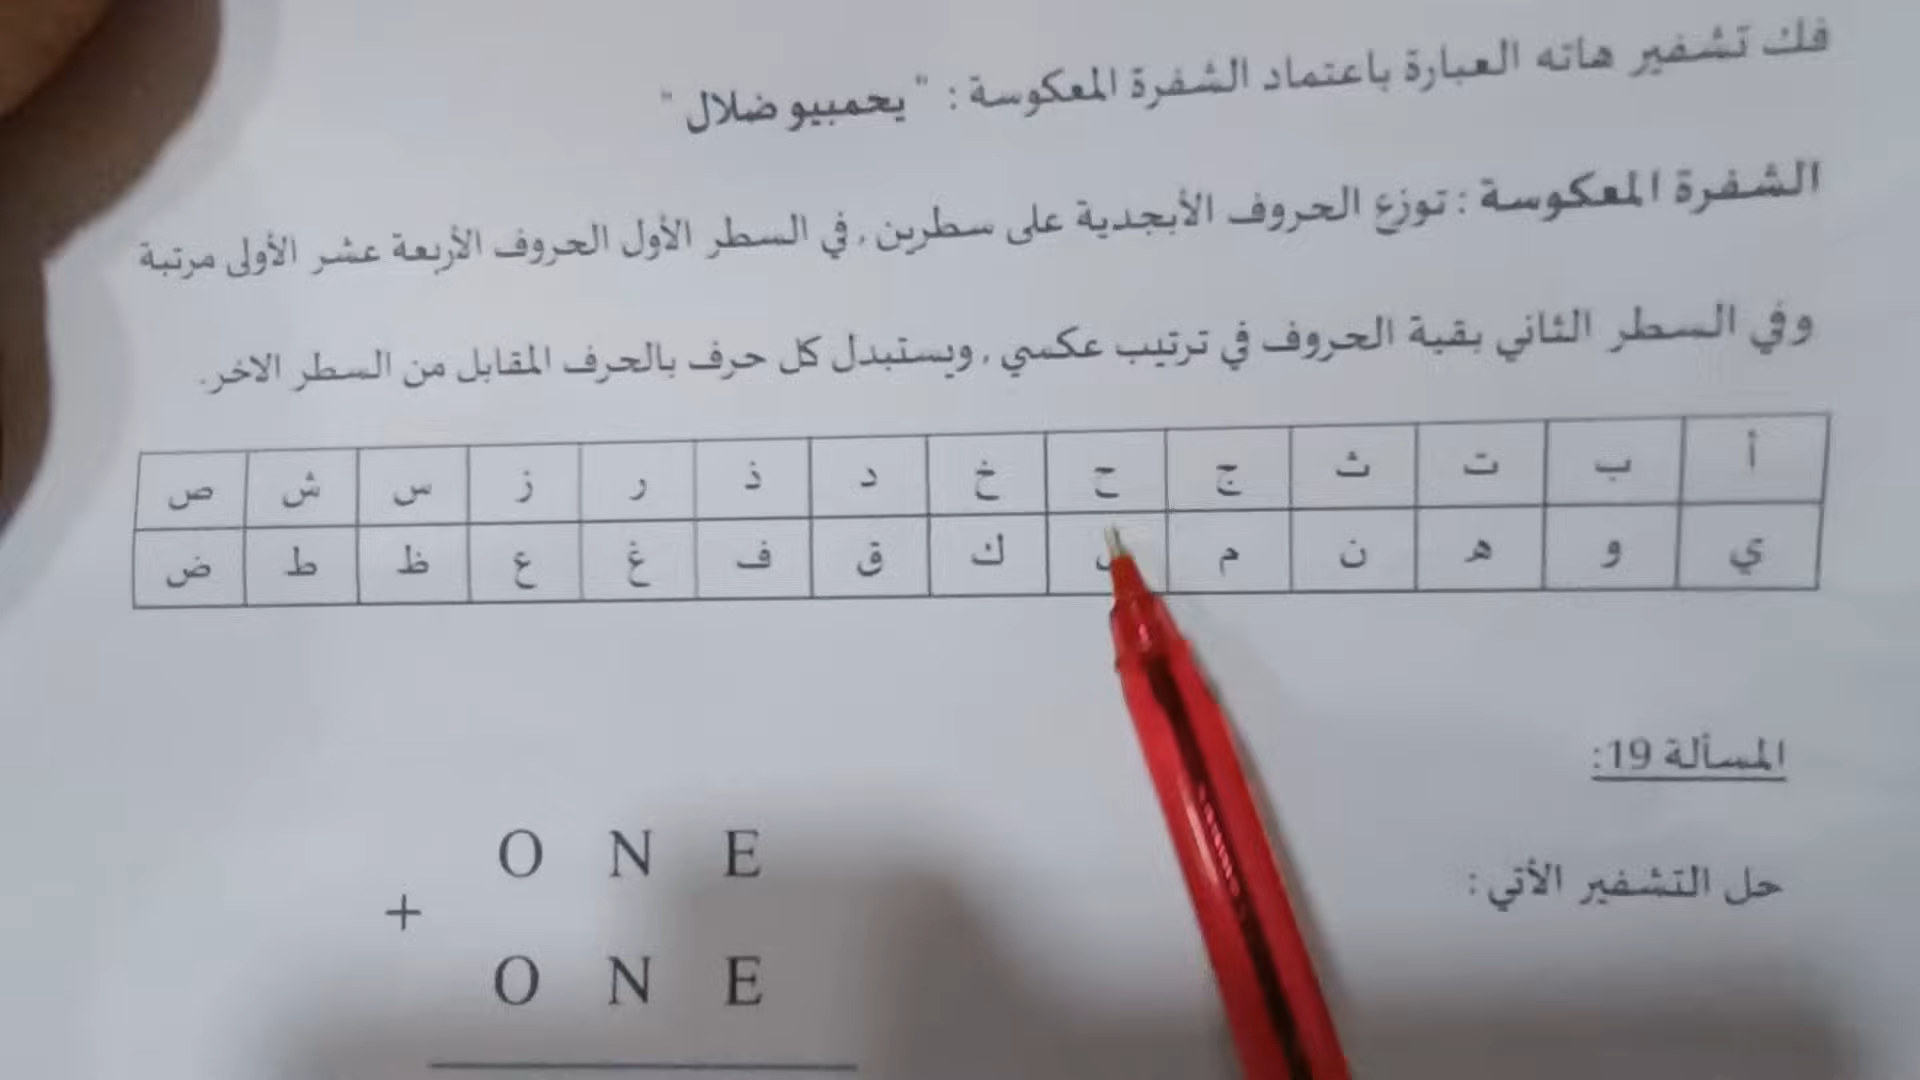 فك تشفير هاته العبارة باعتماد الشفرة المعكوسة : " يحمبيو ضلال "
الشفرة المعكوسة : توزع الحروف الأبجدية على سطرين , في السطر الأول الحروف الأربعة عشر الأولى مرتبة
وفي السطر الثاني بقية الحروف في ترتيب عكسي , ويستبدل كل حرف بالحرف المقابل من السطر الاخر.
أ ب ت ث ج ح خ د ذ ر ز س ش ص
ي و ه ن م ل ك ق ف غ ع ظ ط ض
المسألة 19:
حل التشفير الأتي :
O N E
+
O N E